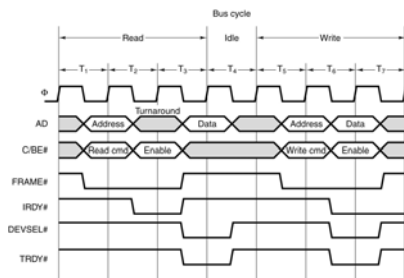 Bus cycle
Read Idle Write
T1 T2 T3 T4 T5 T6 T7
Φ
Turnaround
AD Address Data Address Data
C/BE# Read cmd Enable Write cmd Enable
FRAME#
IRDY#
DEVSEL#
TRDY#